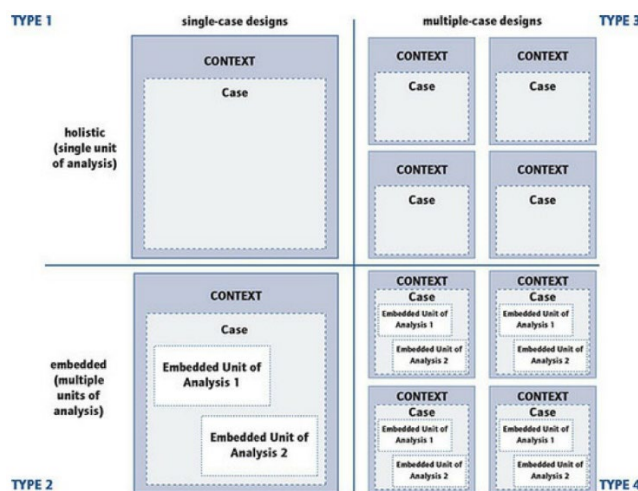 TYPE 1
single-case designs
multiple-case designs
TYPE 3
holistic
(single unit
of analysis)
CONTEXT
Case
CONTEXT
Case
CONTEXT
Case
CONTEXT
Case
CONTEXT
Case
embedded
(multiple
units of
analysis)
CONTEXT
Case
Embedded Unit of
Analysis 1
Embedded Unit of
Analysis 2
CONTEXT
Case
Embedded Unit of
Analysis 1
Embedded Unit of
Analysis 2
CONTEXT
Case
Embedded Unit of
Analysis 1
Embedded Unit of
Analysis 2
CONTEXT
Case
Embedded Unit of
Analysis 1
Embedded Unit of
Analysis 2
CONTEXT
Case
Embedded Unit of
Analysis 1
Embedded Unit of
Analysis 2
TYPE 2
TYPE 4